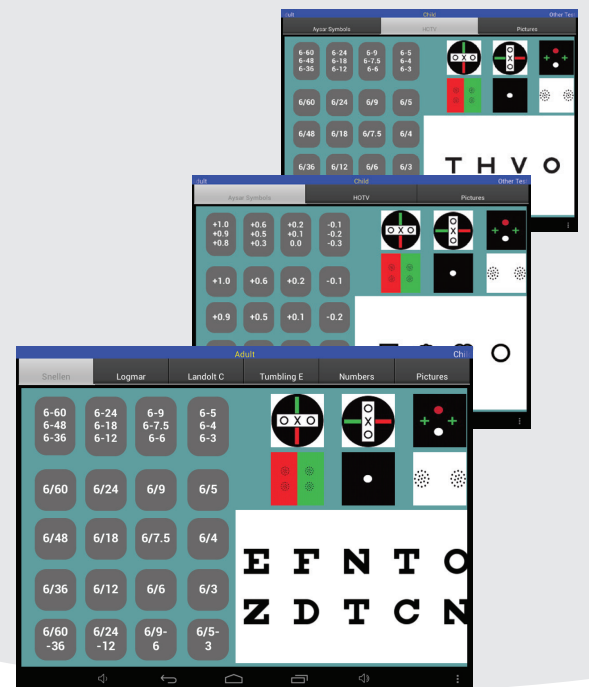 ult Child Other Tests
Aysar Symbols HOTV Pictures
6-60 6-24 6-9 6-5
6-48 6-18 6-7.5 6-4
6-36 6-12 6-6 6-3
O X O
O X O
6/60 6/24 6/9 6/5
6/48 6/18 6/7.5 6/4
6/36 6/12 6/6 6/3
T H V O
dult Child Other Test
Aysar Symbols HOTV Pictures
+1.0 +0.6 +0.2 -0.1
+0.9 +0.5 +0.1 -0.2
+0.8 +0.3 0.0 -0.3
O X O
O X O
+1.0 +0.6 +0.2 -0.1
+0.9 +0.5 +0.1 -0.2
O
Adult Chil
Snellen Logmar Landolt C Tumbling E Numbers Pictures
6-60 6-24 6-9 6-5
6-48 6-18 6-7.5 6-4
6-36 6-12 6-6 6-3
O X O
O X O
6/60 6/24 6/9 6/5
6/48 6/18 6/7.5 6/4
6/36 6/12 6/6 6/3
6/60 6/24 6/9- 6/5-
-36 -12 6 3
E F N T O
Z D T C N